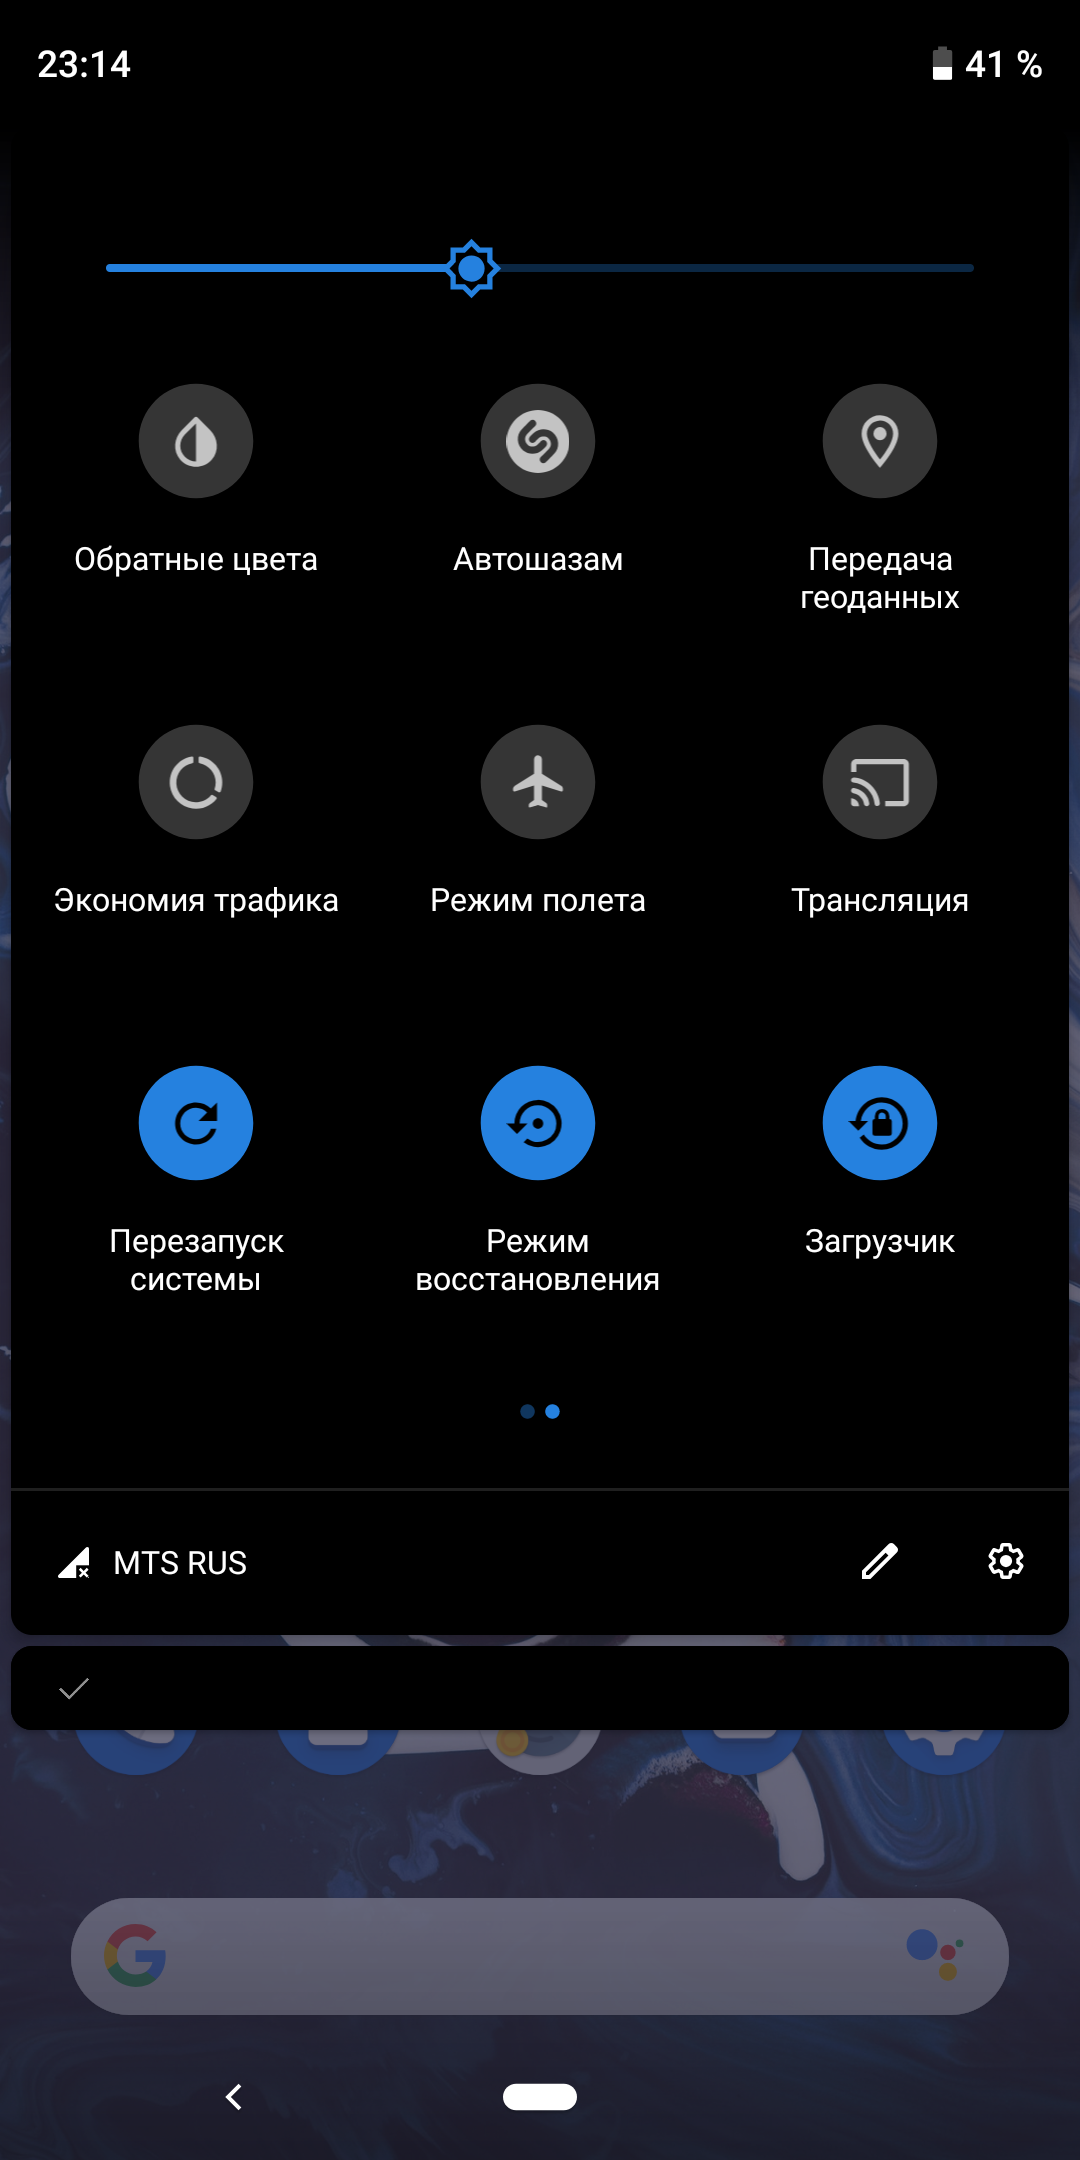 23:14
41 %
Обратные цвета
Автошазам
Передача
геоданных
Экономия трафика
Режим полета
Трансляция
Перезапуск
системы
Режим
восстановления
Загрузчик
MTS RUS